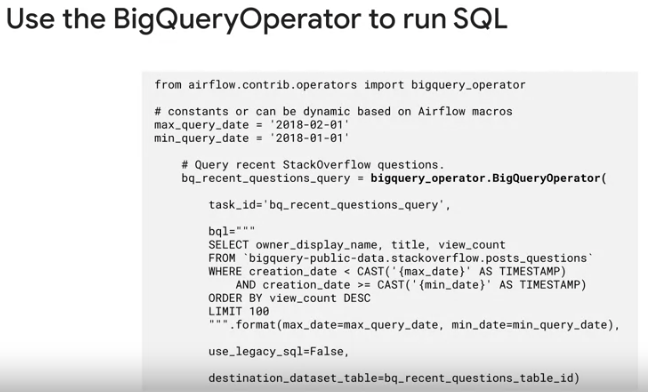 Use the BigQueryOperator to run SQL
from airflow.contrib.operators import bigquery_operator
# constants or can be dynamic based on Airflow macros
max_query_date = '2018-02-01'
min_query_date = '2018-01-01'
# Query recent StackOverflow questions.
bq_recent_questions_query = bigquery_operator.BigQueryOperator(
task_id='bq_recent_questions_query',
bql="""
SELECT owner_display_name, title, view_count
FROM `bigquery-public-data.stackoverflow.posts_questions`
WHERE creation_date < CAST('{max_date}' AS TIMESTAMP)
AND creation_date >= CAST('{min_date}' AS TIMESTAMP)
ORDER BY view_count DESC
LIMIT 100
""".format(max_date=max_query_date, min_date=min_query_date),
use_legacy_sql=False,
destination_dataset_table=bq_recent_questions_table_id)